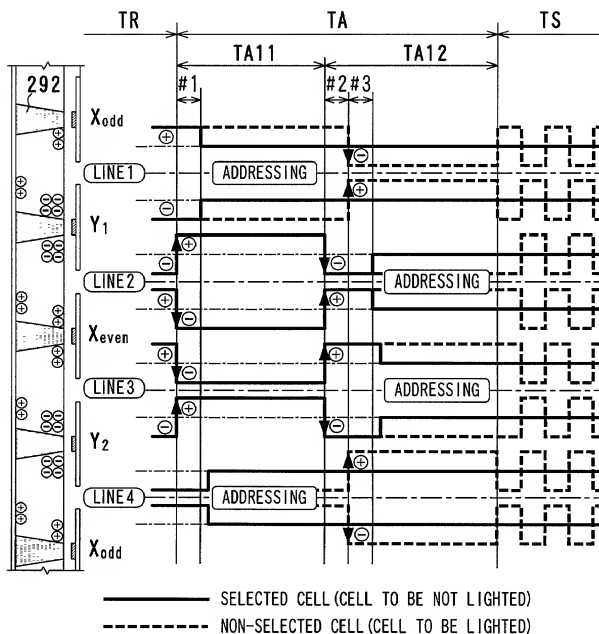 TR TA TS
TA11 TA12
292 #1 #2 #3
Xodd ⊕ ⊖
⊕
⊕
LINE1 ADDRESSING
⊕ ⊕
⊕ ⊖⊖ ⊖
⊖⊖
Y1
⊖⊖ ⊕
⊖⊖ ⊖ ⊖
LINE2 ADDRESSING
⊕ ⊕ ⊕
⊕ ⊖
Xeven
⊕ ⊕ ⊕
⊕ ⊖
LINE3 ADDRESSING
⊕ ⊕
⊕ ⊖⊖ ⊖ ⊖
⊖⊖
Y2
⊖⊖ ⊕
⊖⊖
LINE4 ADDRESSING
⊕
⊕ ⊖
Xodd
SELECTED CELL (CELL TO BE NOT LIGHTED)
NON-SELECTED CELL (CELL TO BE LIGHTED)